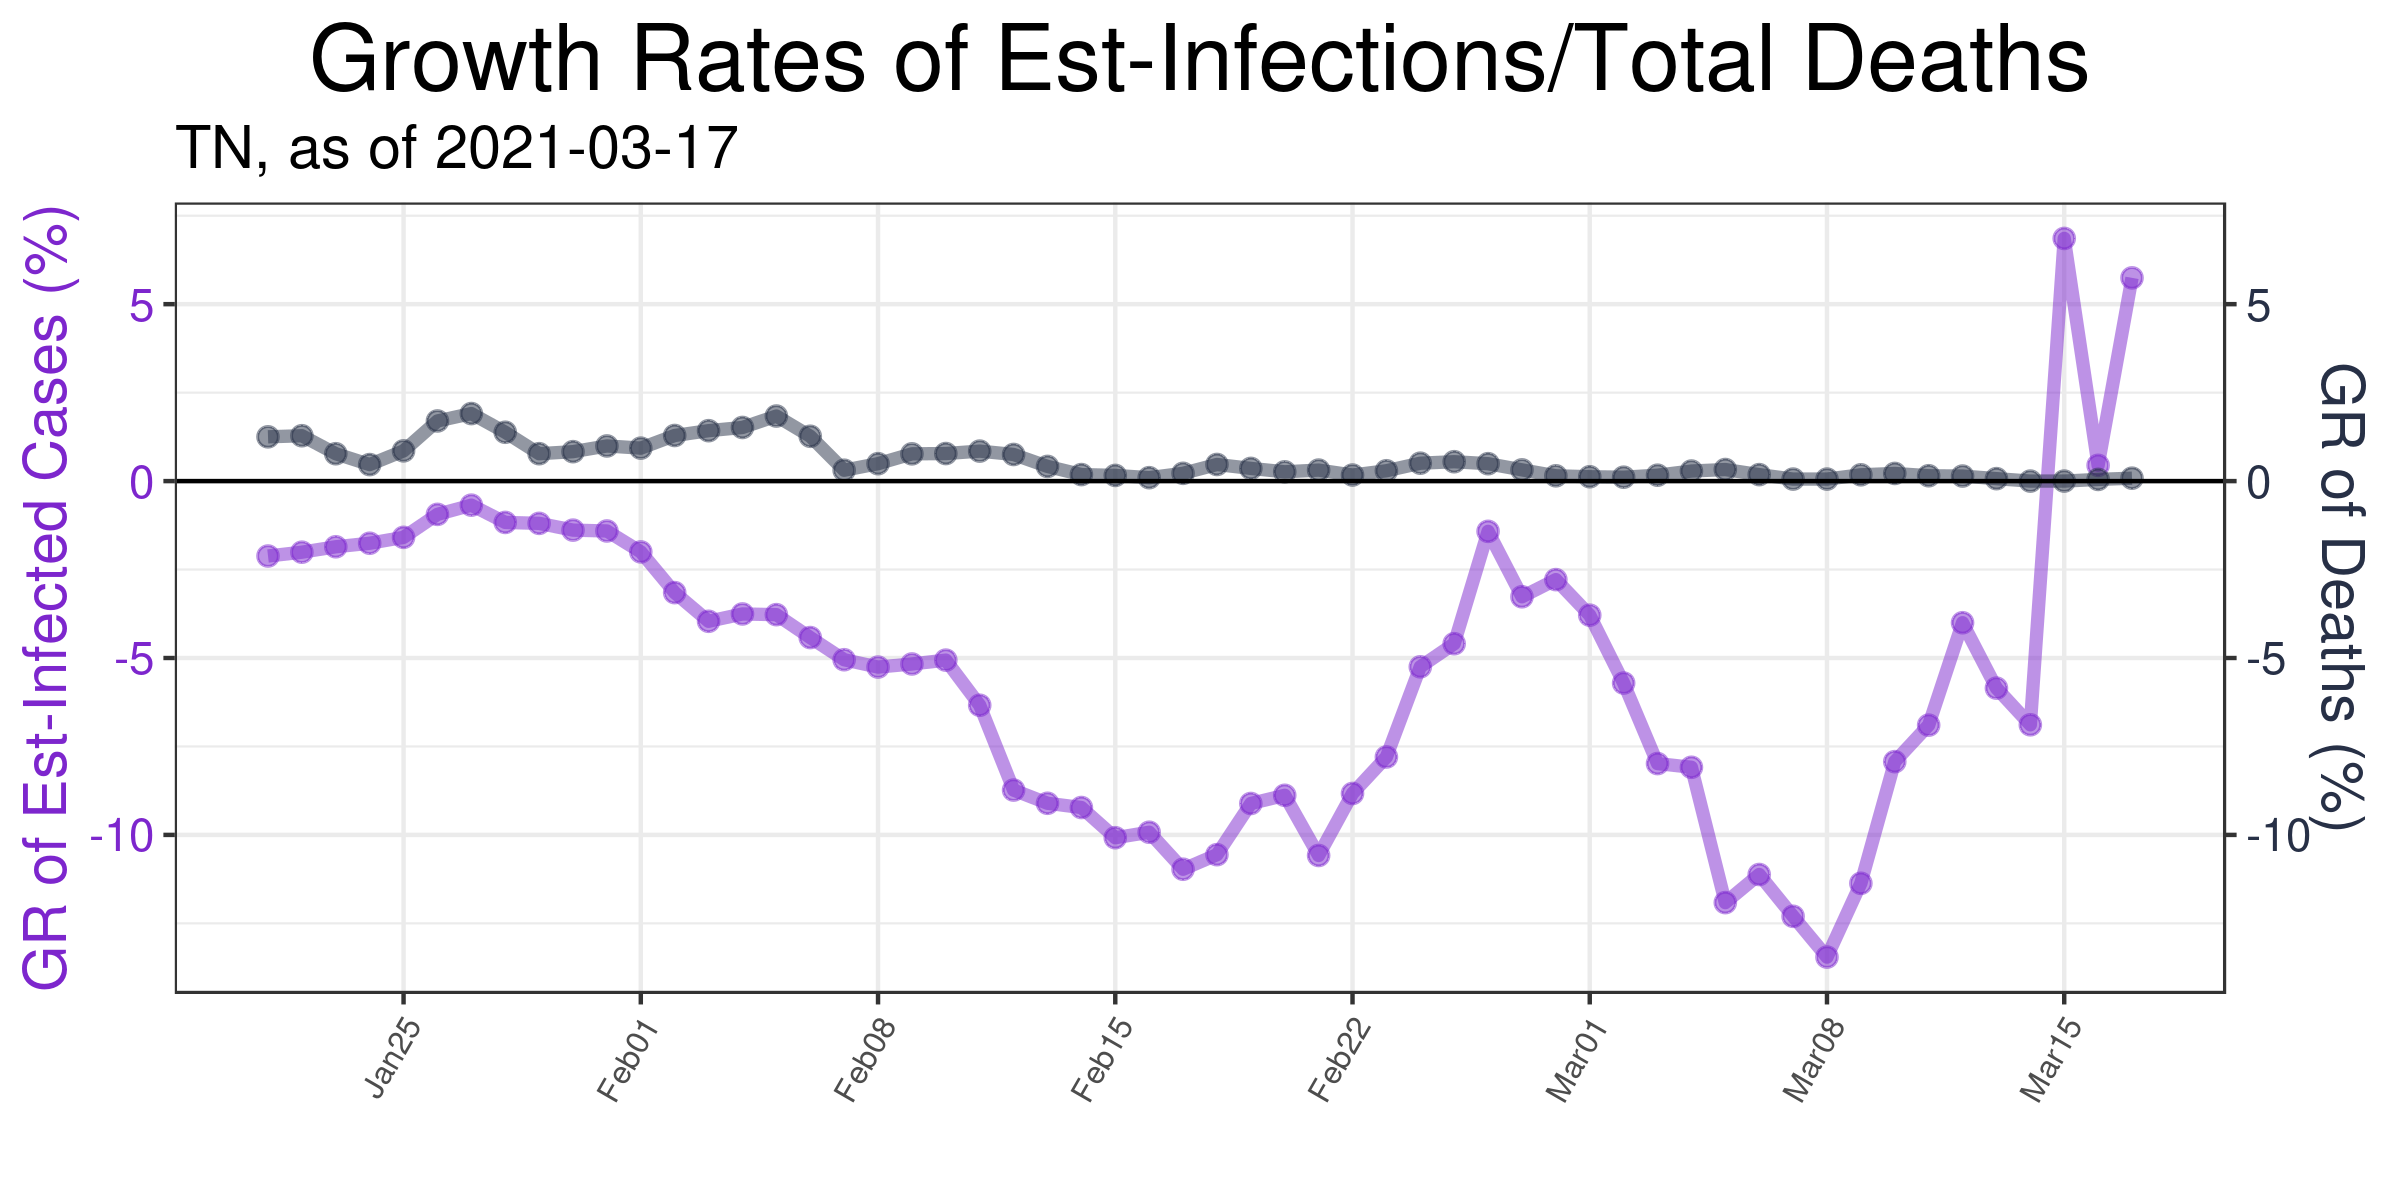 Growth Rates of Est-Infections/Total Deaths
TN, as of 2021-03-17
GR of Est-Infected Cases (%)
5
0
-5
-10
5
0
-5
-10
GR of Deaths (%)
Jan25
Feb01
Feb08
Feb15
Feb22
Mar01
Mar08
Mar15